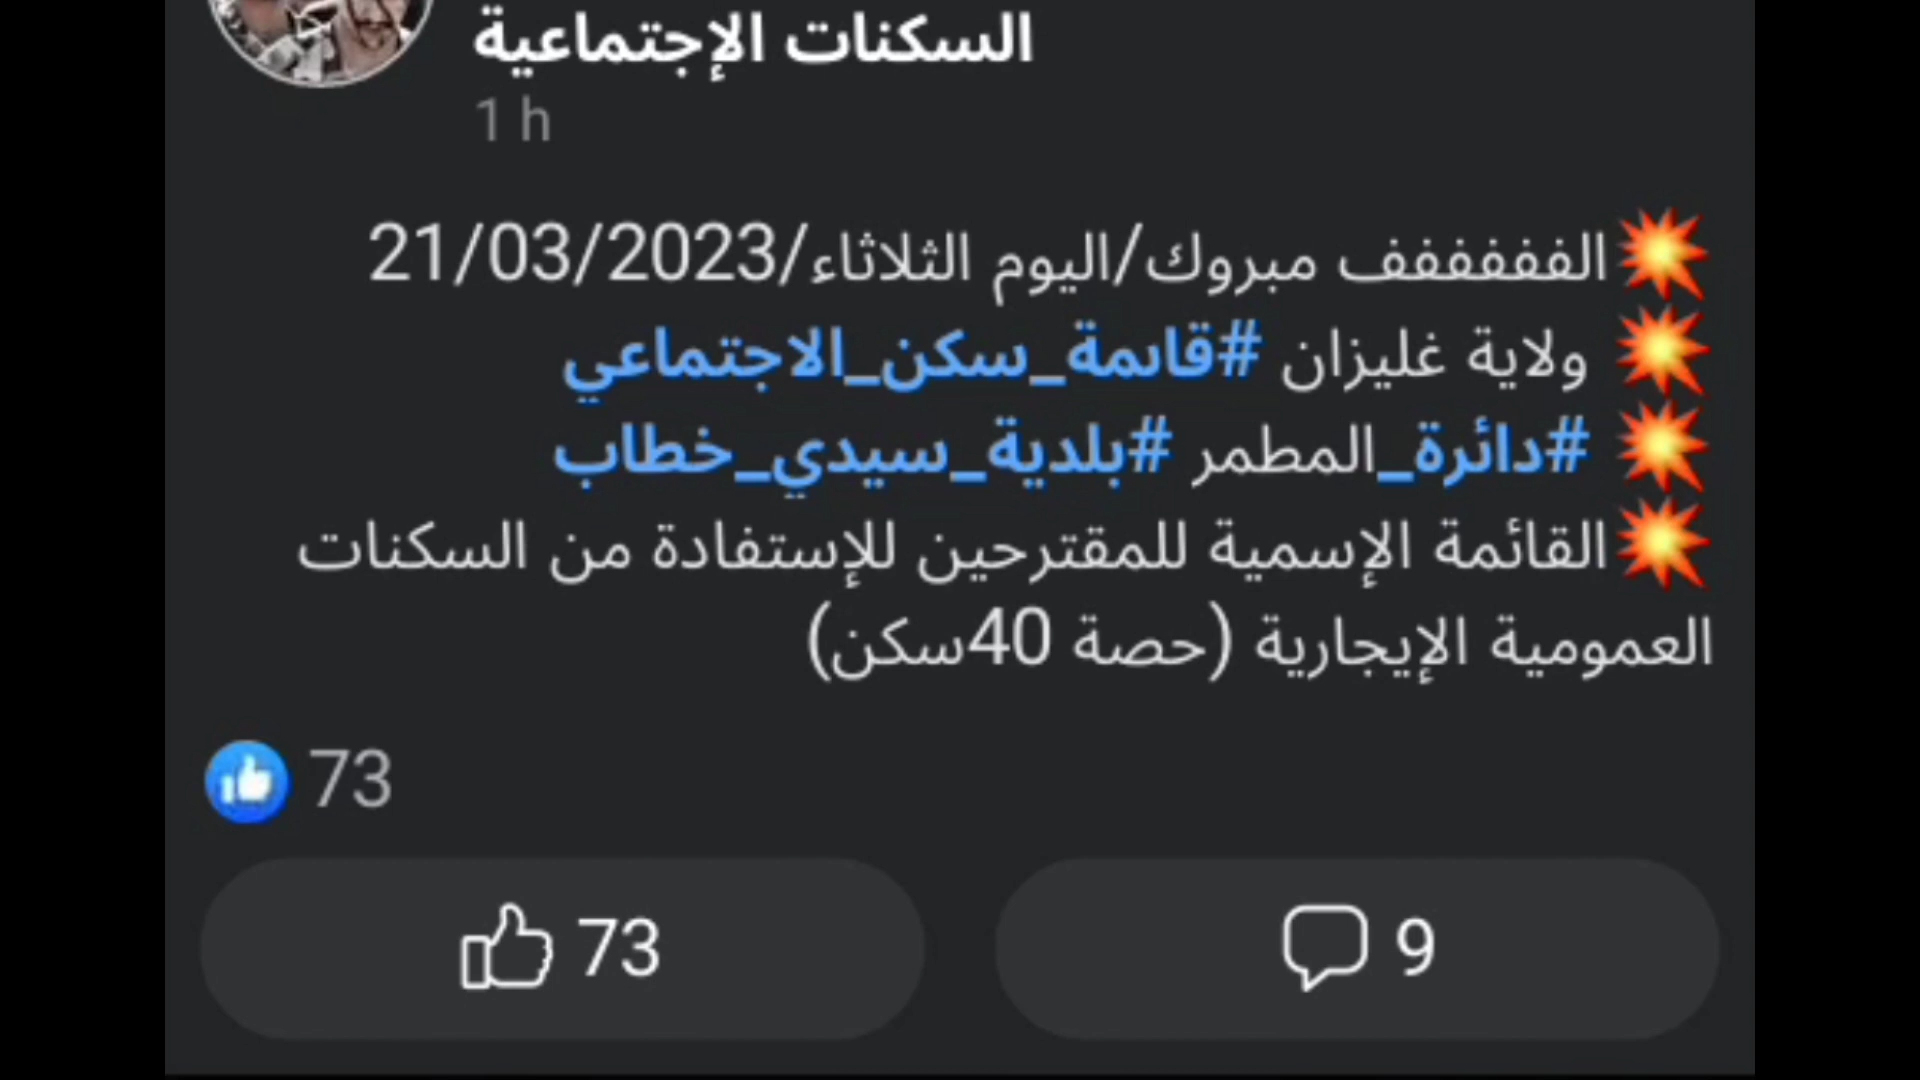 السكنات الإجتماعية
1 h
💥الفففففف مبروك/اليوم الثلاثاء/21/03/2023
💥 ولاية غليزان #قائمة_سكن_الاجتماعي
💥 #دائرة_المطمر #بلدية_سيدي_خطاب
💥القائمة الإسمية للمقترحين للإستفادة من السكنات
العمومية الإيجارية (حصة 40سكن)
73
73
9